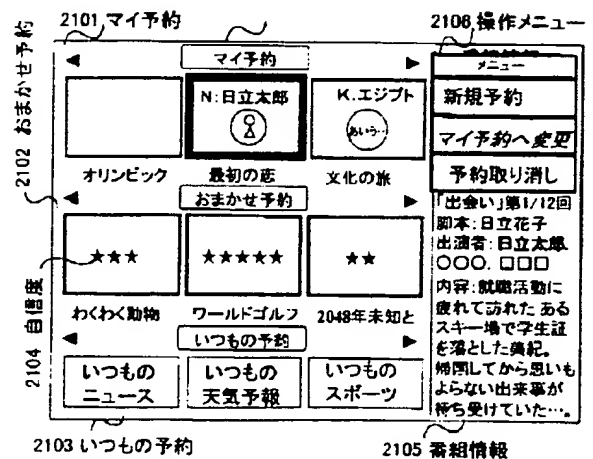 2101 マイ予約
2106 操作メニュー
2102 おまかせ予約
2104 自信度
マイ予約
N:日立太郎
K.エジプト
あいう…
オリンピック
最初の恋
文化の旅
おまかせ予約
★★★
★★★★★
★★
わくわく動物
ワールドゴルフ
2048年未知と
いつもの予約
いつもの
ニュース
いつもの
天気予報
いつもの
スポーツ
メニュー
新規予約
マイ予約へ変更
予約取り消し
「出会い」第1/12回
脚本:日立花子
出演者:日立太郎
○○○. □□□
内容:就職活動に
疲れて訪れた ある
スキー場で学生証
を落とした美紀。
帰国してから思いも
よらない出来事が
待ち受けていた…。
2103 いつもの予約
2105 番組情報